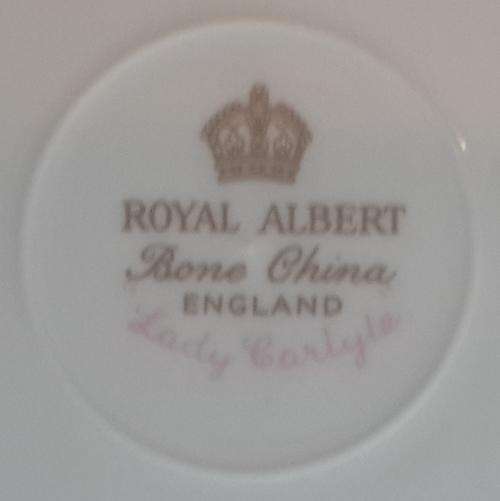 ROYAL ALBERT
Bone China
ENGLAND
Lady Carlyle